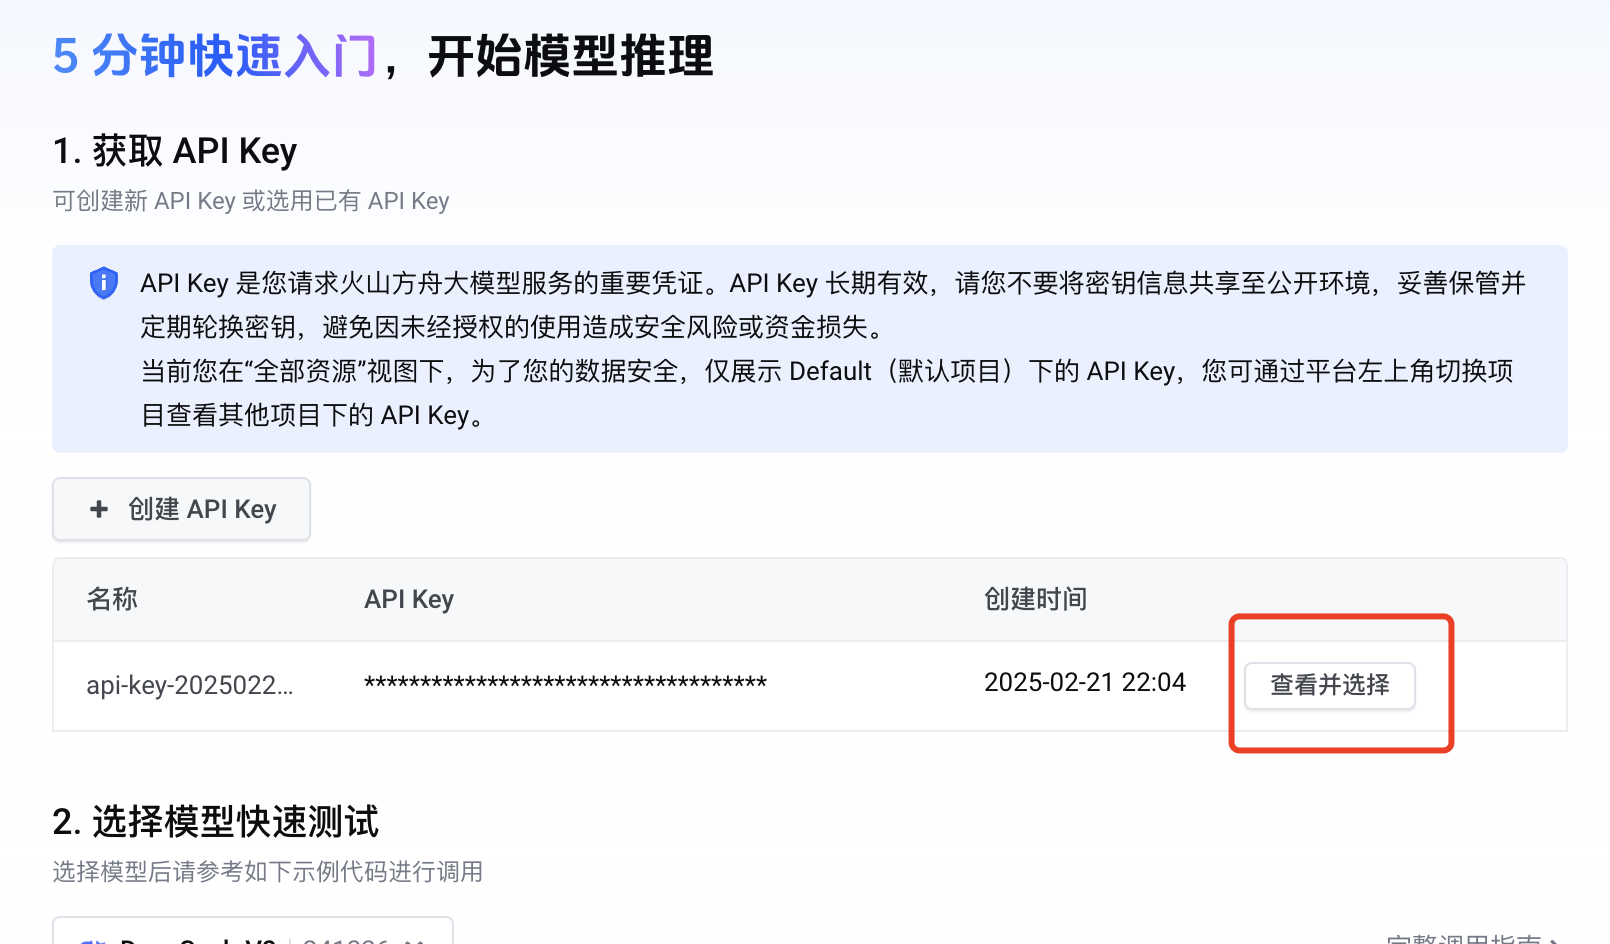 5 分钟快速入门，开始模型推理
1. 获取 API Key
可创建新 API Key 或选用已有 API Key
API Key 是您请求火山方舟大模型服务的重要凭证。API Key 长期有效，请您不要将密钥信息共享至公开环境，妥善保管并
定期轮换密钥，避免因未经授权的使用造成安全风险或资金损失。
当前您在“全部资源”视图下，为了您的数据安全，仅展示 Default（默认项目）下的 API Key，您可通过平台左上角切换项
目查看其他项目下的 API Key。
+ 创建 API Key
名称 API Key 创建时间
api-key-2025022... ************************************ 2025-02-21 22:04 查看并选择
2. 选择模型快速测试
选择模型后请参考如下示例代码进行调用
完整调用指南